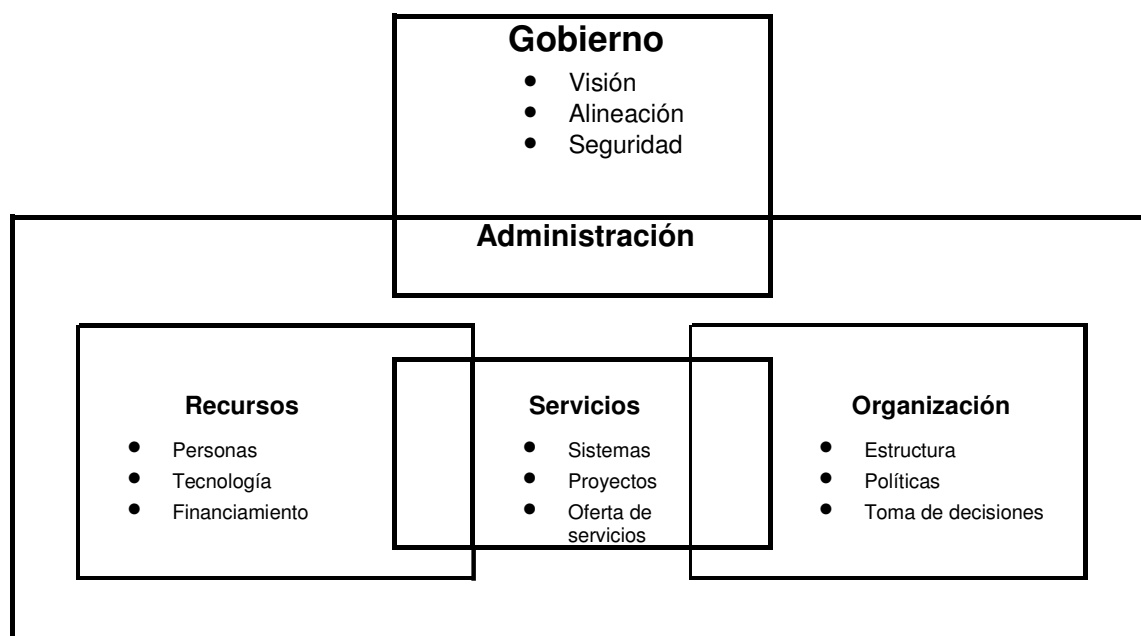 Gobierno
• Visión
• Alineación
• Seguridad
Administración
Recursos
• Personas
• Tecnología
• Financiamiento
Servicios
• Sistemas
• Proyectos
• Oferta de
servicios
Organización
• Estructura
• Políticas
• Toma de decisiones